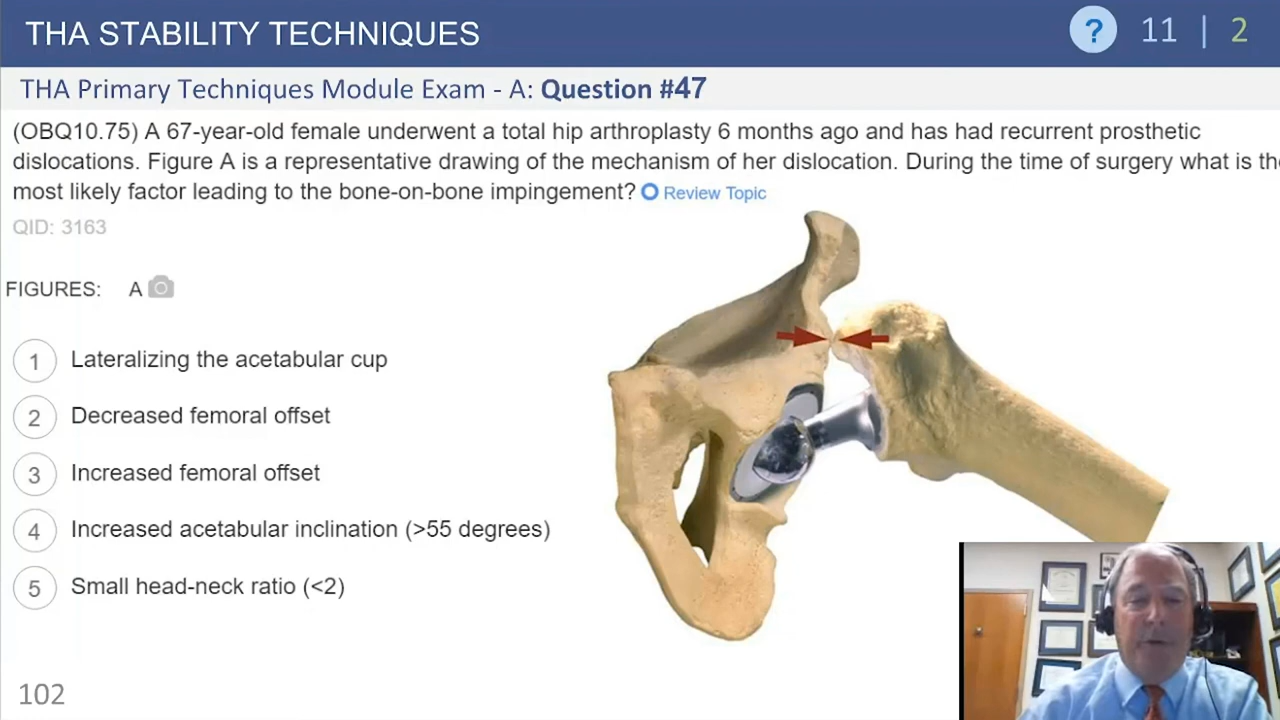 THA STABILITY TECHNIQUES
? 11 | 2
THA Primary Techniques Module Exam - A: Question #47
(OBQ10.75) A 67-year-old female underwent a total hip arthroplasty 6 months ago and has had recurrent prosthetic
dislocations. Figure A is a representative drawing of the mechanism of her dislocation. During the time of surgery what is the
most likely factor leading to the bone-on-bone impingement? Review Topic
QID: 3163
FIGURES: A
1 Lateralizing the acetabular cup
2 Decreased femoral offset
3 Increased femoral offset
4 Increased acetabular inclination (>55 degrees)
5 Small head-neck ratio (<2)
102